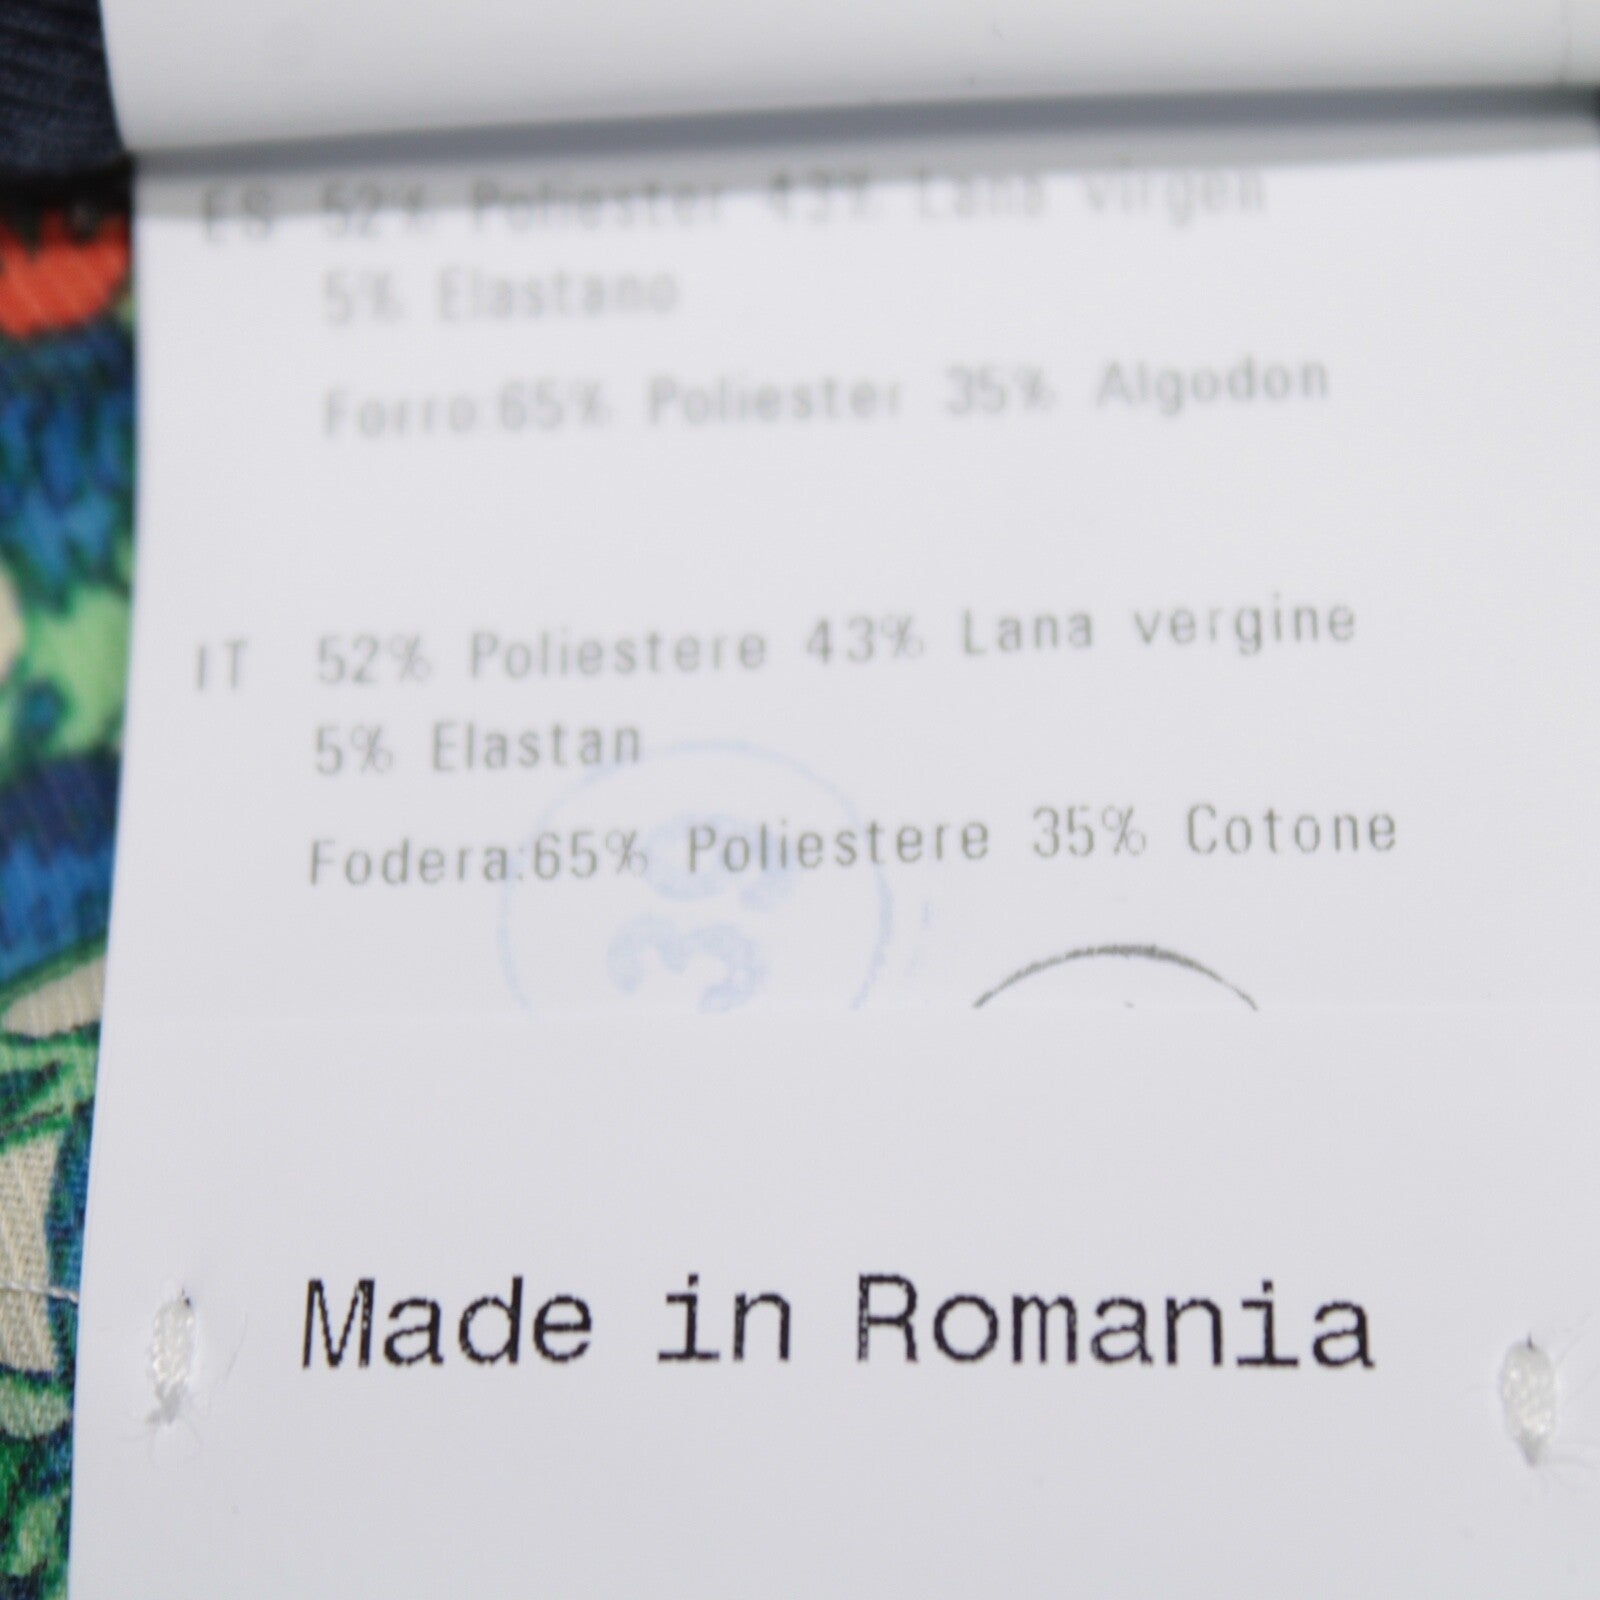 ES 52% Poliester 43% Lana virgen
5% Elastano
Forro:65% Poliester 35% Algodon
IT 52% Poliestere 43% Lana vergine
5% Elastan
Fodera:65% Poliestere 35% Cotone
Made in Romania